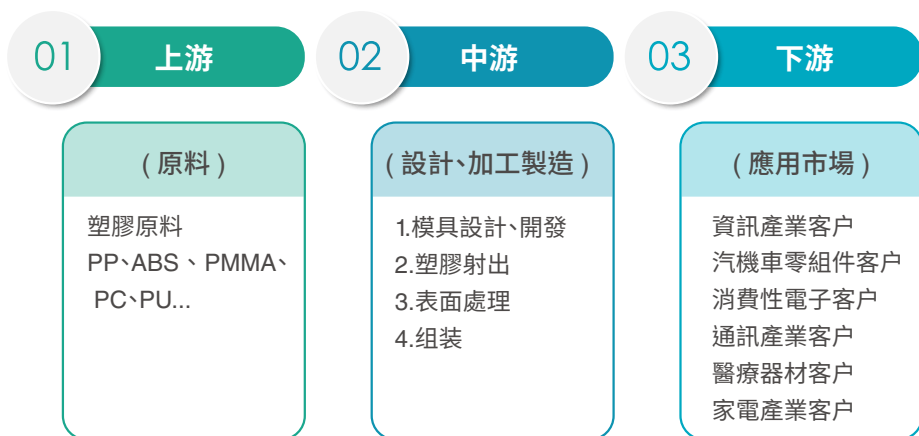 01 上游
(原料)
塑膠原料
PP、ABS、PMMA、
PC、PU...
02 中游
(設計、加工製造)
1.模具設計、開發
2.塑膠射出
3.表面處理
4.组装
03 下游
(應用市場)
資訊產業客户
汽機車零組件客户
消費性電子客户
通訊產業客户
醫療器材客户
家電產業客户